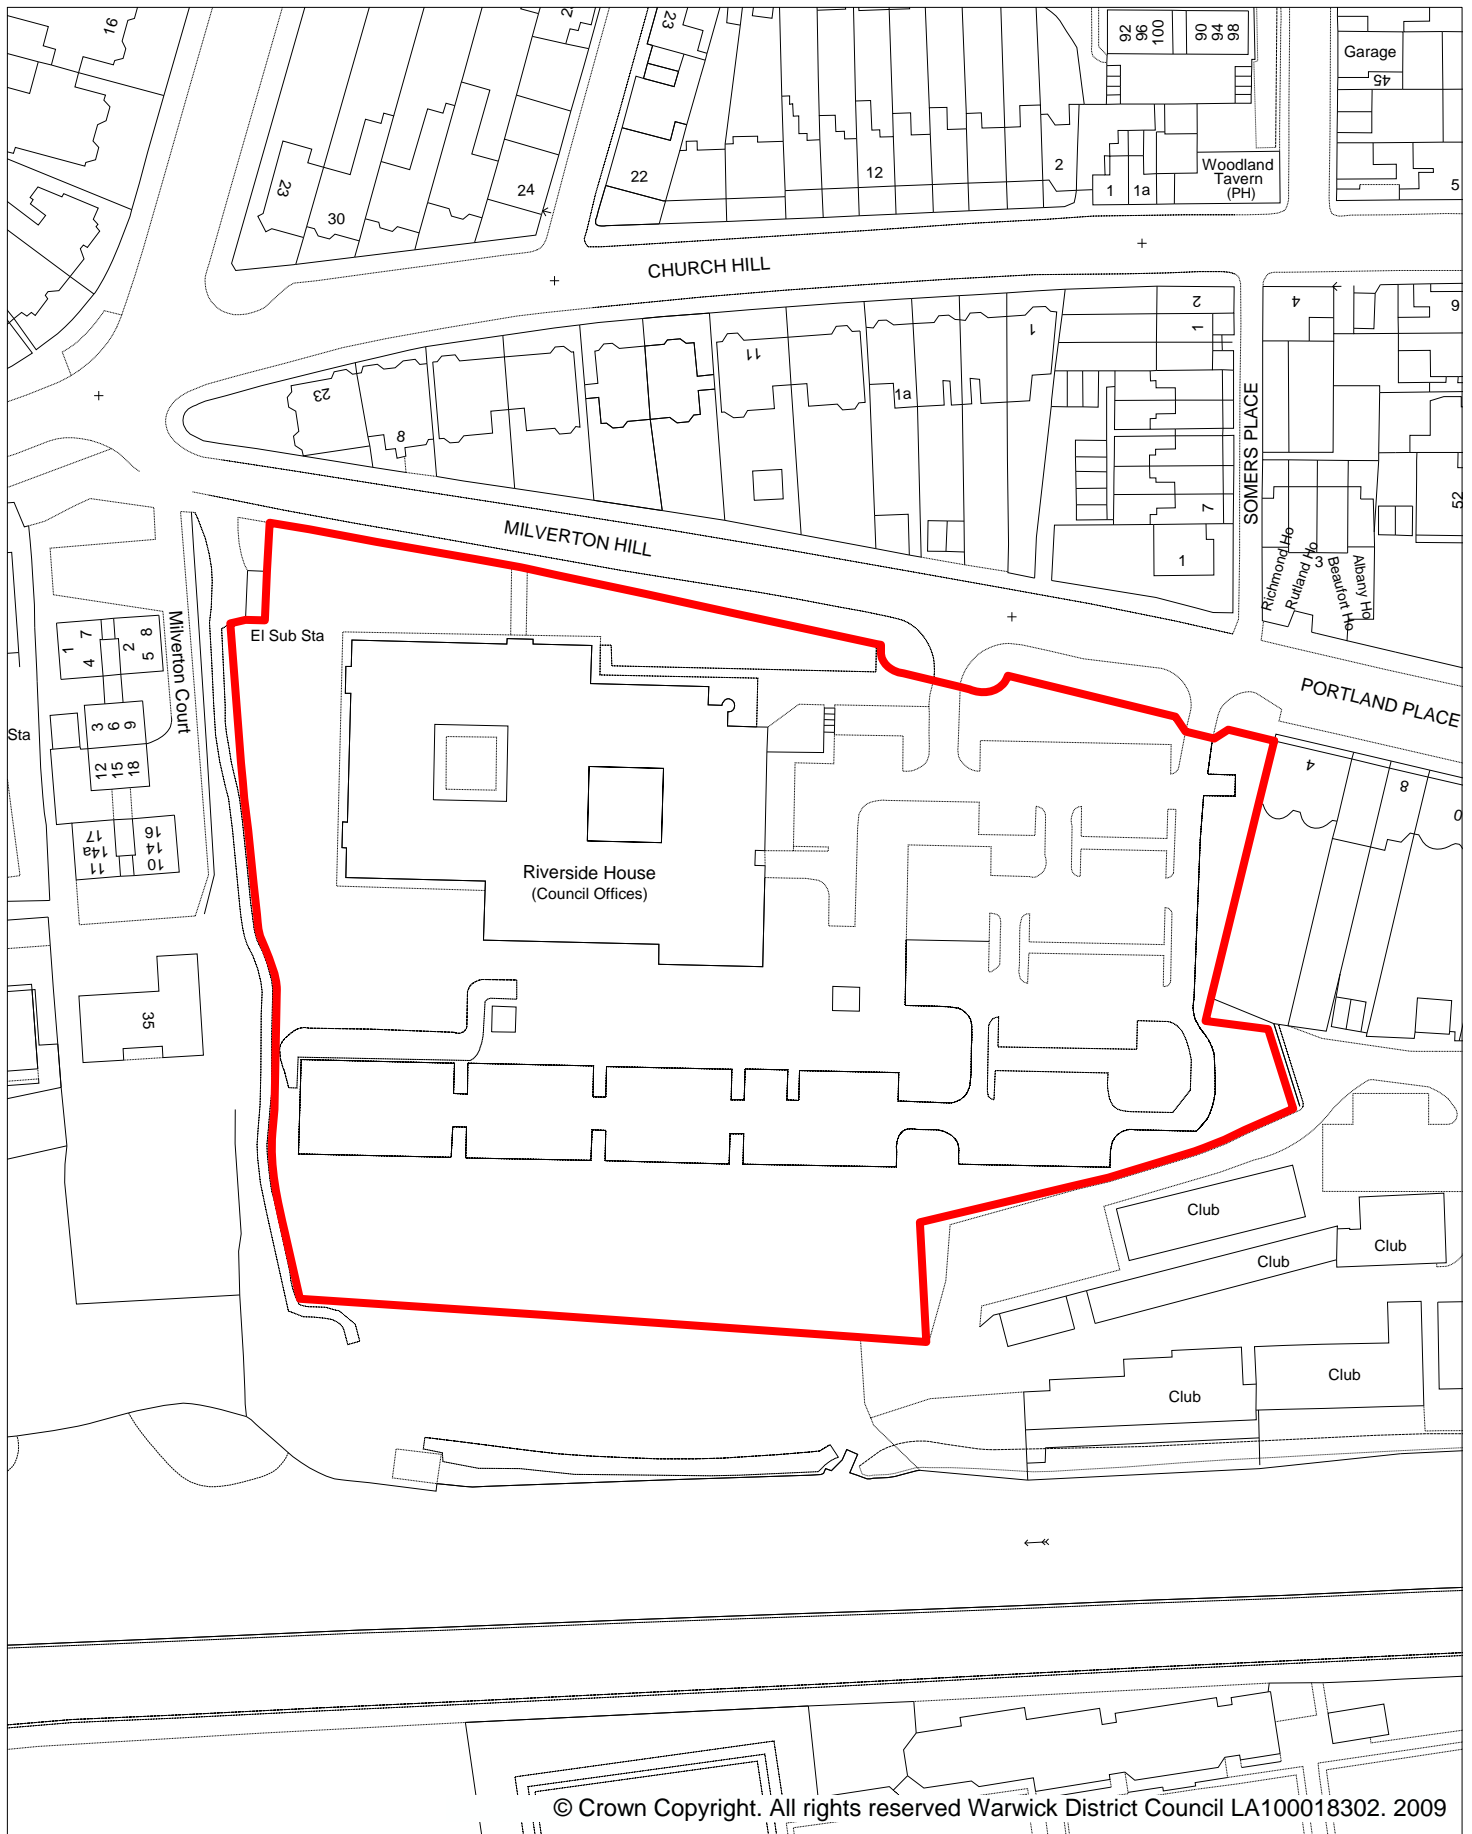 16
2
23
92
96
100
90
94
98
Garage
45
23
30
24
22
12
2
1
1a
Woodland
Tavern
(PH)
5
CHURCH HILL
2
1
4
9
23
8
11
1a
1
7
1
SOMERS PLACE
52
MILVERTON HILL
Richmond Ho
Rutland Ho
3
Beaufort Ho
Albany Ho
El Sub Sta
Milverton Court
1
7
4
2
8
5
3
6
9
12
15
18
17
14a
11
16
14
10
Sta
PORTLAND PLACE
4
8
0
Riverside House
(Council Offices)
35
Club
Club
Club
Club
Club
© Crown Copyright. All rights reserved Warwick District Council LA100018302. 2009